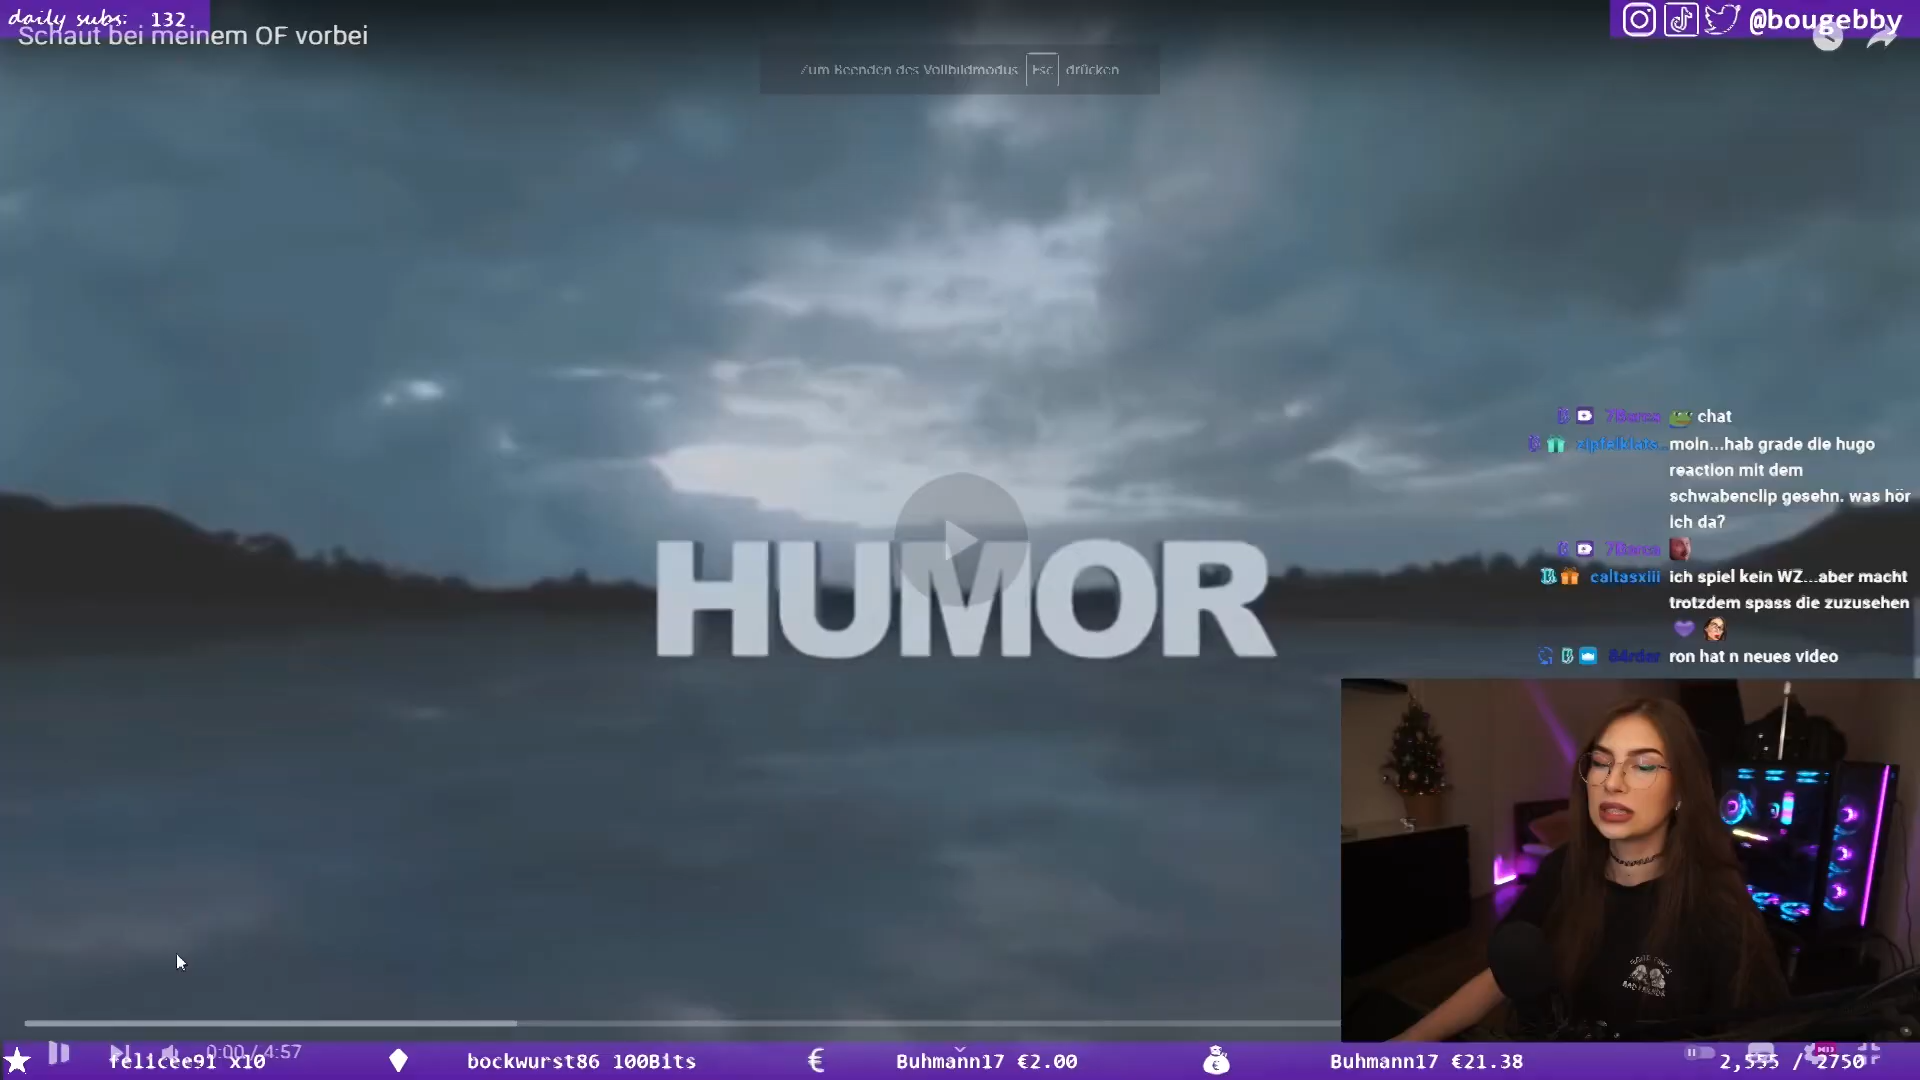 daily subs: 132
@bougebby
Schaut bei meinem OF vorbei
Zum Beenden des Vollbildmodus Esc drücken
HUMOR
chat
moin...hab grade die hugo
reaction mit dem
schwabenclip gesehn. was hör
ich da?
caltasxiii ich spiel kein WZ...aber macht
trotzdem spass die zuzusehen
ron hat n neues video
0:00 / 4:57
felicee91 x10
bockwurst86 100Bits
€
Buhmann17 €2.00
Buhmann17 €21.38
2,555 / 2750